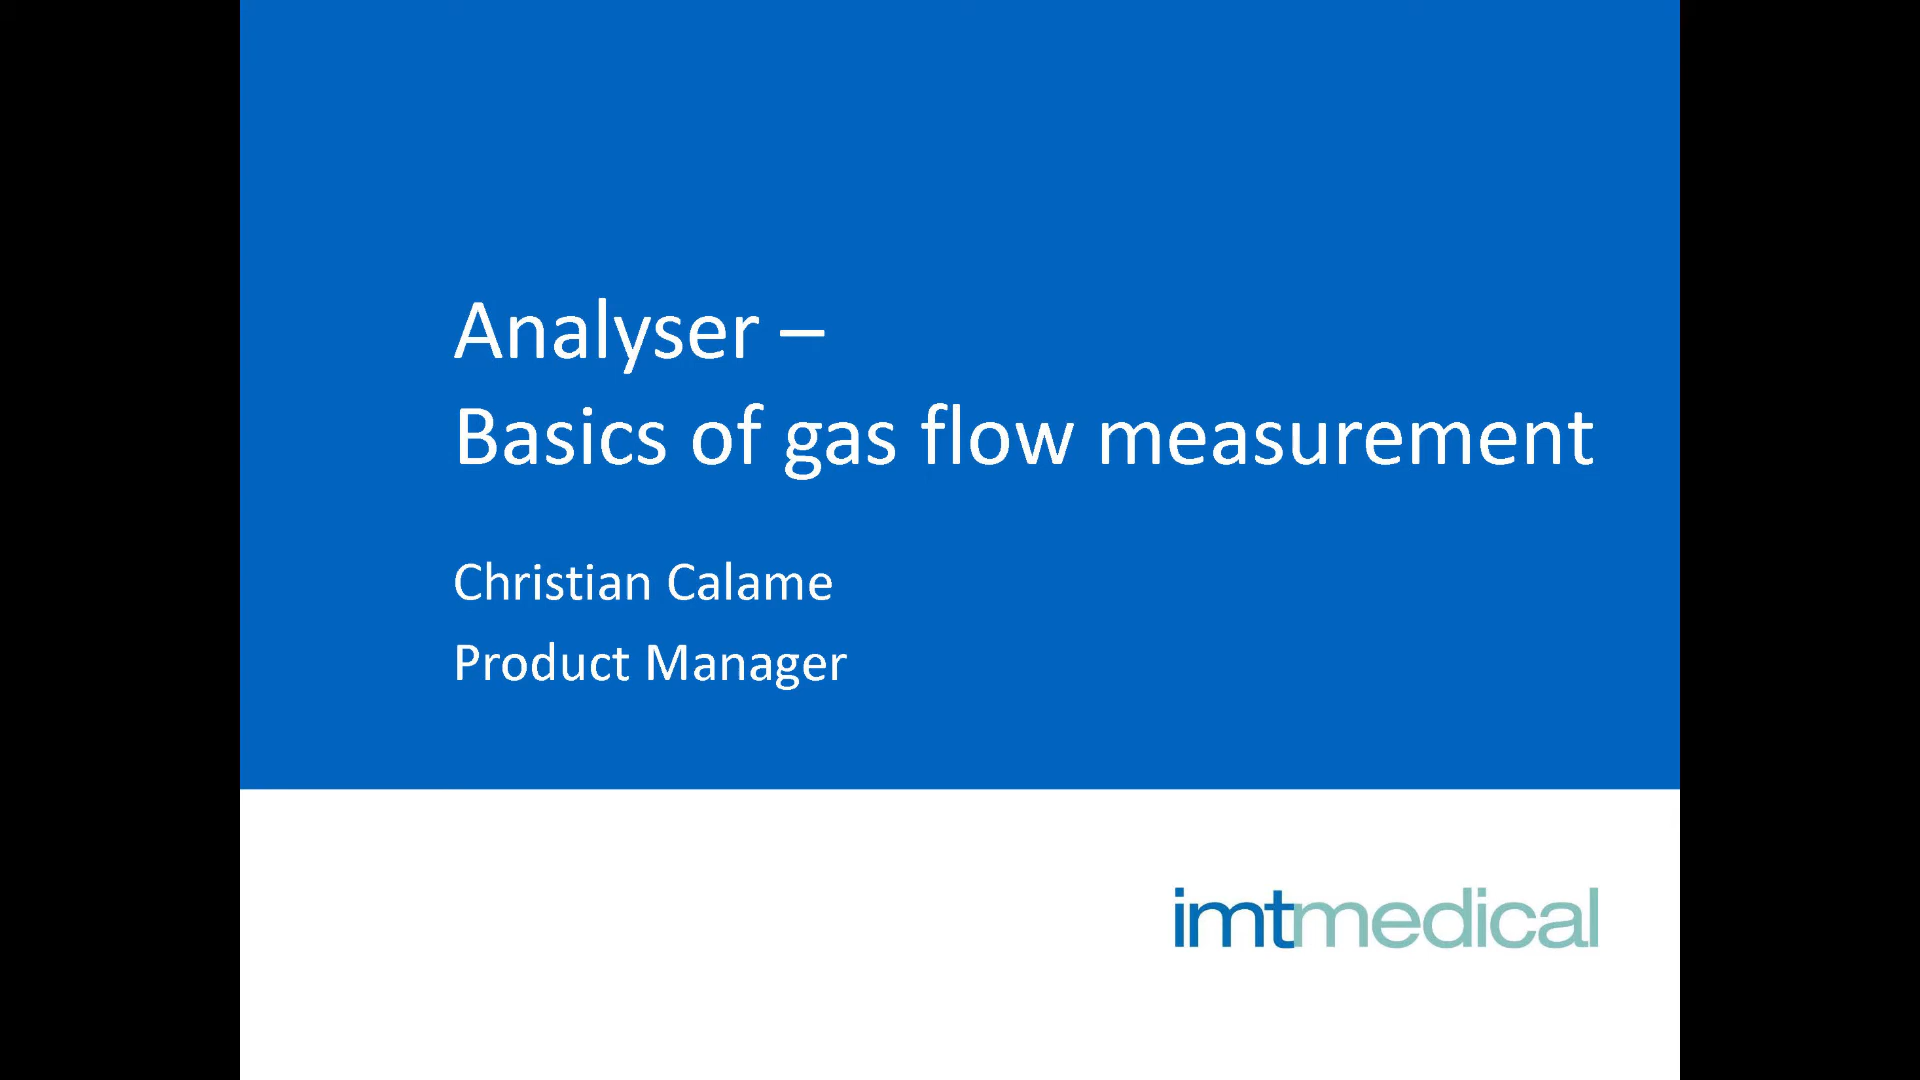 Analyser –
Basics of gas flow measurement
Christian Calame
Product Manager
imtmedical